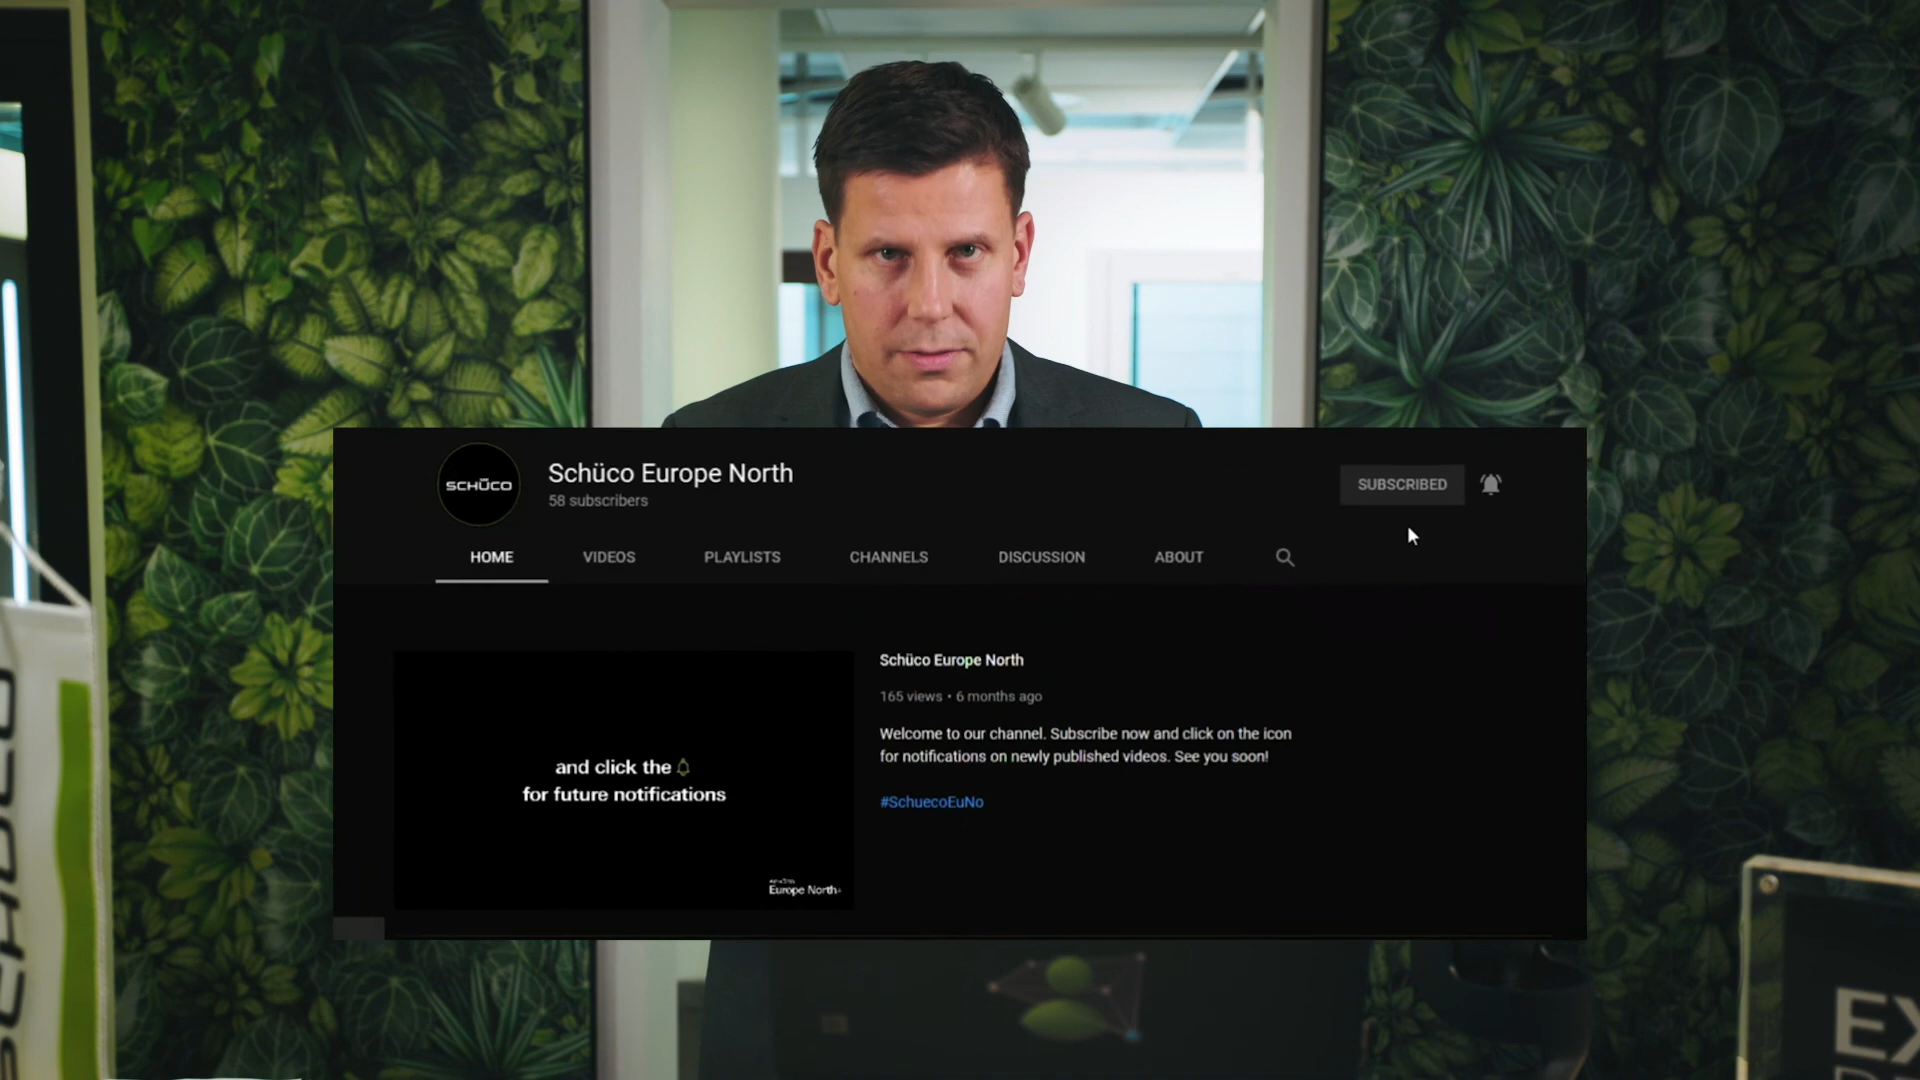 SCHÜCO
Schüco Europe North
58 subscribers
SUBSCRIBED
HOME
VIDEOS
PLAYLISTS
CHANNELS
DISCUSSION
ABOUT
and click the
for future notifications
Europe North
Schüco Europe North
165 views • 6 months ago
Welcome to our channel. Subscribe now and click on the icon
for notifications on newly published videos. See you soon!
#SchuecoEuNo
EX